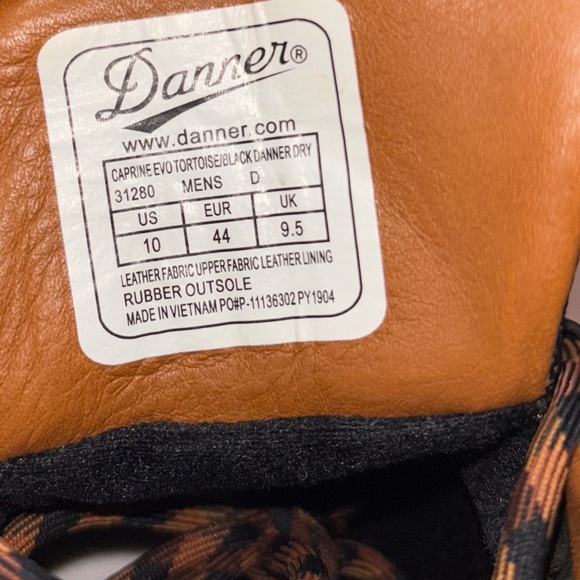 Danner®
www.danner.com
CAPRINE EVO TORTOISE/BLACK DANNER DRY
31280 MENS D
US EUR UK
10 44 9.5
LEATHER FABRIC UPPER FABRIC LEATHER LINING
RUBBER OUTSOLE
MADE IN VIETNAM PO#P-11136302 PY1904